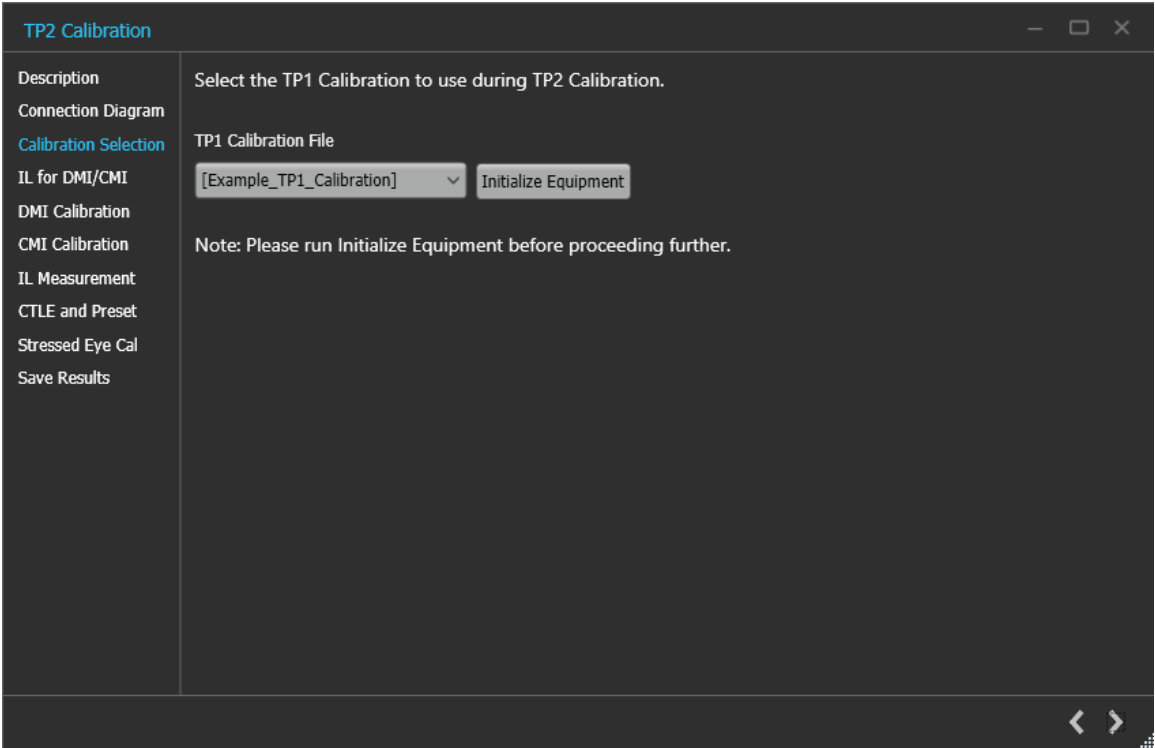 TP2 Calibration
Description
Connection Diagram
Calibration Selection
IL for DMI/CMI
DMI Calibration
CMI Calibration
IL Measurement
CTLE and Preset
Stressed Eye Cal
Save Results
Select the TP1 Calibration to use during TP2 Calibration.
TP1 Calibration File
[Example_TP1_Calibration]
Initialize Equipment
Note: Please run Initialize Equipment before proceeding further.